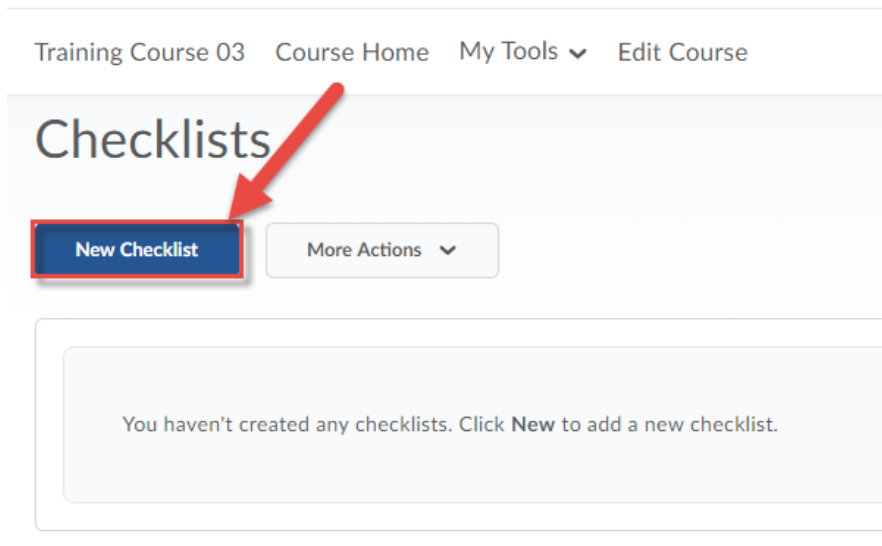 Training Course 03 Course Home My Tools Edit Course
Checklists
New Checklist More Actions
You haven't created any checklists. Click New to add a new checklist.